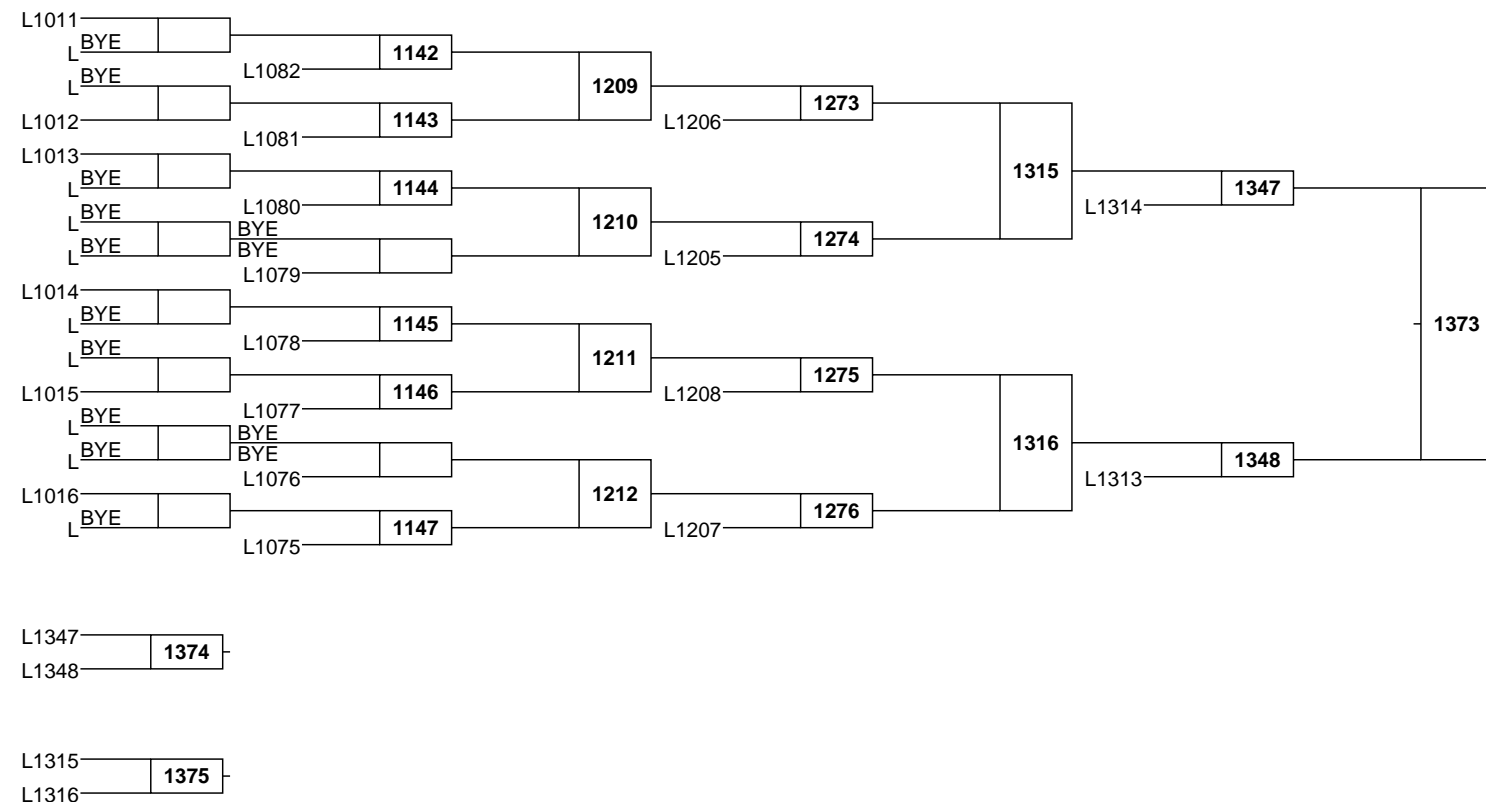 L1011
BYE
L
L1082
1142
BYE
L
1209
L1012
L1081
1143
L1206
1273
L1013
BYE
L
L1080
1144
1315
BYE
L
BYE
1210
L1314
1347
BYE
L
BYE
L1079
L1205
1274
L1014
BYE
L
L1078
1145
1373
BYE
L
1211
L1015
L1077
1146
L1208
1275
BYE
L
BYE
1316
BYE
L
BYE
L1076
L1313
1348
L1016
1212
BYE
L
L1075
1147
L1207
1276
L1347
1374
L1348
L1315
1375
L1316